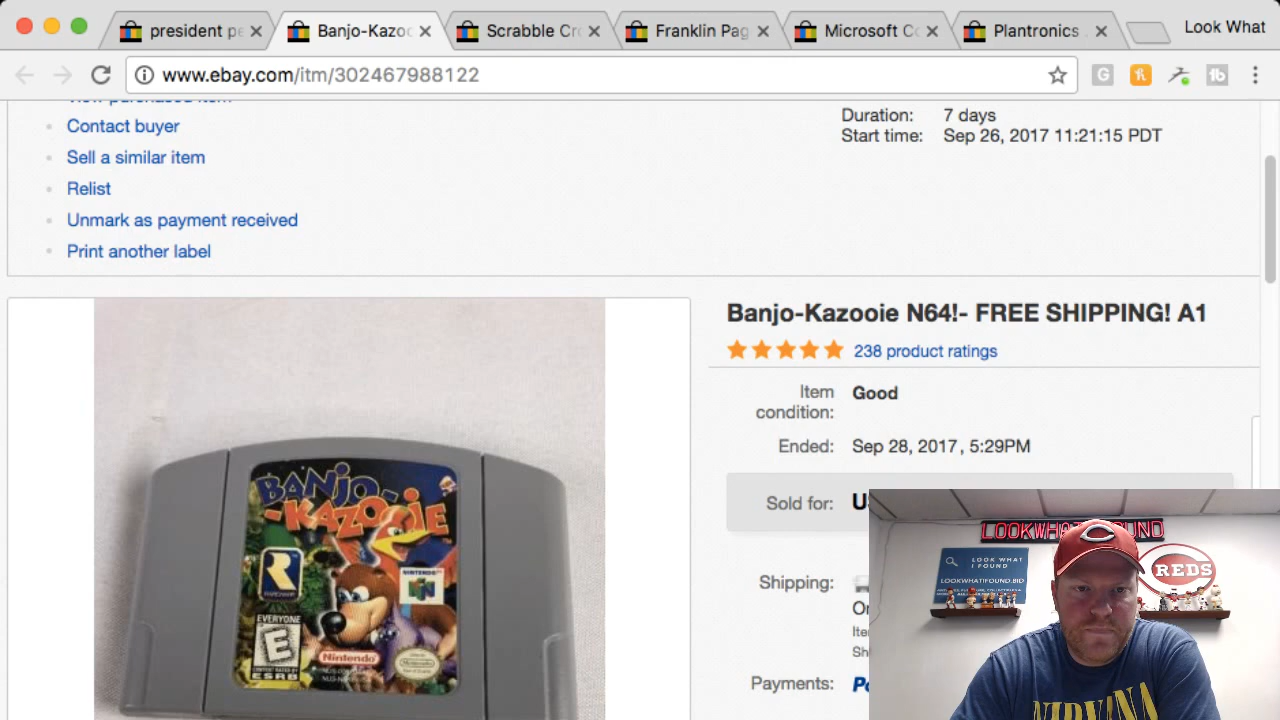 president pe
Banjo-Kazoo
Scrabble Cr
Franklin Pag
Microsoft Co
Plantronics
Look What
www.ebay.com/itm/302467988122
View purchased item
Contact buyer
Sell a similar item
Relist
Unmark as payment received
Print another label
Duration: 7 days
Start time: Sep 26, 2017 11:21:15 PDT
Banjo-Kazooie N64!- FREE SHIPPING! A1
238 product ratings
Item condition: Good
Ended: Sep 28, 2017 , 5:29PM
Sold for: U
Shipping:
Payments:
BANJO-
-KAZOOIE
NINTENDO 64
EVERYONE
E
ESRB
Nintendo
LOOKWHATIFOUND
LOOK WHAT
I FOUND
LOOKWHATIFOUND.BID
REDS
NIRVANA